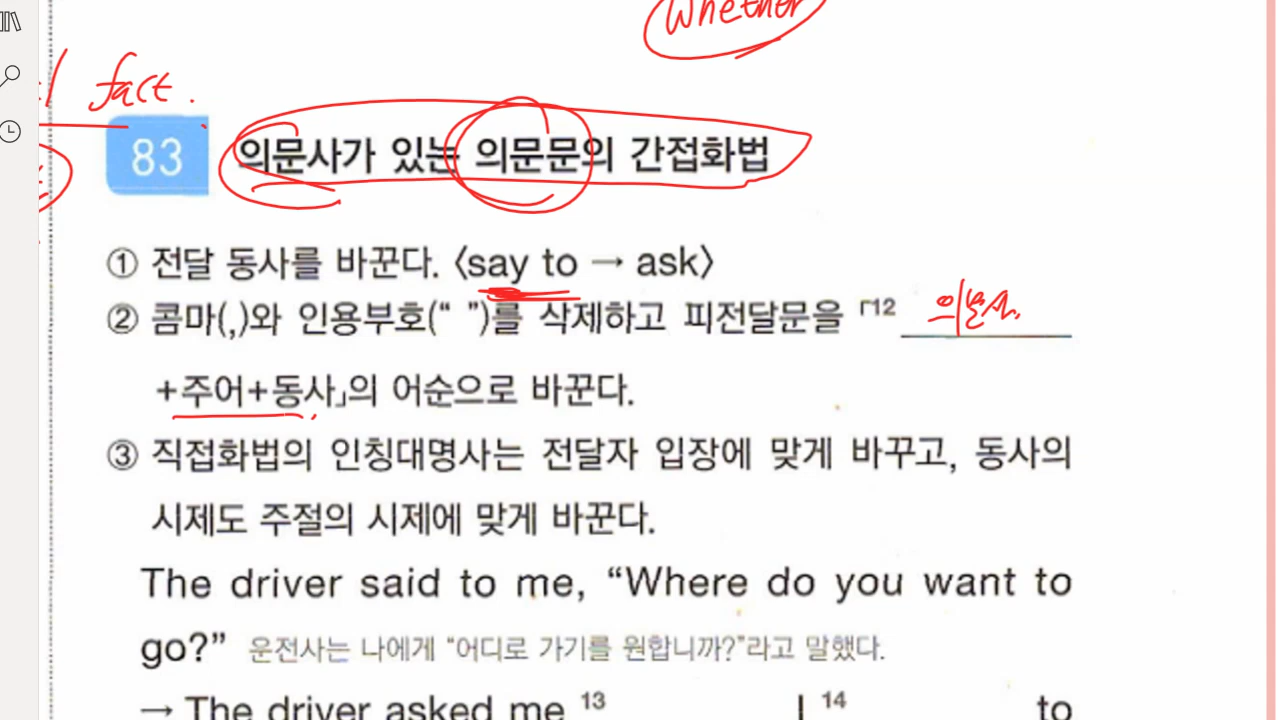 Whether
fact.
83 의문사가 있는 의문문의 간접화법
① 전달 동사를 바꾼다. 〈say to → ask〉
② 콤마(,)와 인용부호(“ ”)를 삭제하고 피전달문을 「12 의문사
+주어+동사」의 어순으로 바꾼다.
③ 직접화법의 인칭대명사는 전달자 입장에 맞게 바꾸고, 동사의
시제도 주절의 시제에 맞게 바꾼다.
The driver said to me, “Where do you want to
go?” 운전사는 나에게 “어디로 가기를 원합니까?”라고 말했다.
→ The driver asked me 13 I 14 to